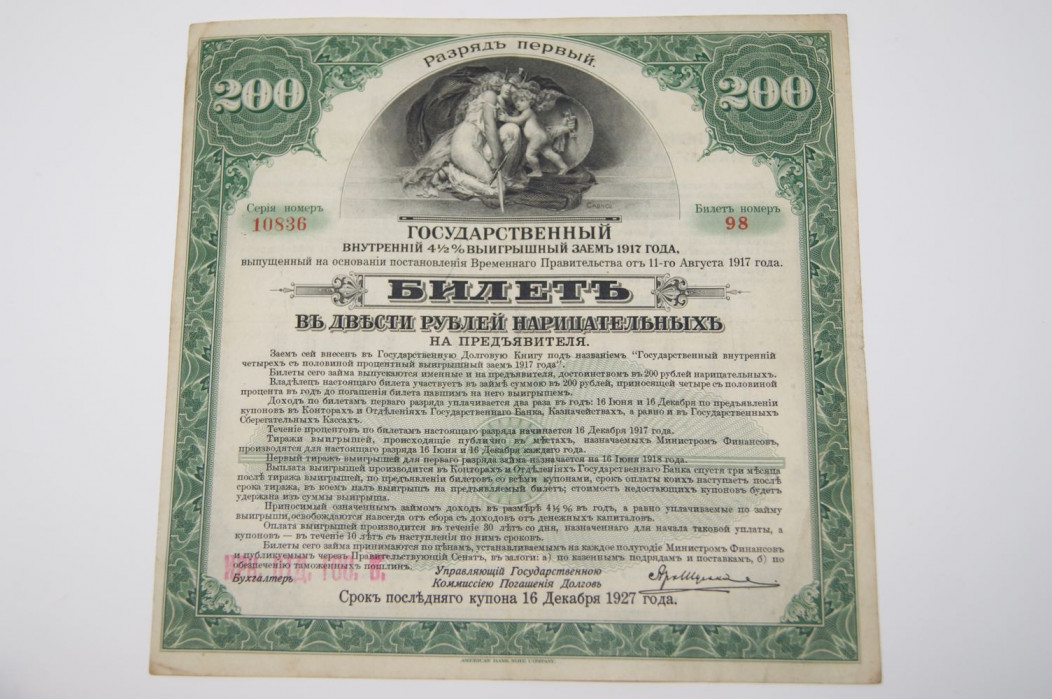 Разрядъ первый.
200
200
Серія номеръ
10836
Билетъ номеръ
98
ГОСУДАРСТВЕННЫЙ
ВНУТРЕННІЙ 4½% ВЫИГРЫШНЫЙ ЗАЕМЪ 1917 ГОДА,
выпущенный на основаніи постановленія Временнаго Правительства отъ 11-го Августа 1917 года.
БИЛЕТЪ
ВЪ ДВѢСТИ РУБЛЕЙ НАРИЦАТЕЛЬНЫХЪ
НА ПРЕДЪЯВИТЕЛЯ.
Заемъ сей внесенъ въ Государственную Долговую Книгу подъ названіемъ "Государственный внутренній
четырехъ съ половиной процентный выигрышный заемъ 1917 года".
Билеты сего займа выпускаются именные и на предъявителя, достоинствомъ въ 200 рублей нарицательныхъ.
Владѣлецъ настоящаго билета участвуетъ въ займѣ суммою въ 200 рублей, приносящей четыре съ половиной
процента въ годъ до погашенія билета павшимъ на него выигрышемъ.
Доходъ по билетамъ перваго разряда уплачивается два раза въ годъ: 16 Іюня и 16 Декабря по предъявленіи
купоновъ въ Конторахъ и Отдѣленіяхъ Государственнаго Банка, Казначействахъ, а равно и въ Государственныхъ
Сберегательныхъ Кассахъ.
Теченіе процентовъ по билетамъ настоящаго разряда начинается 16 Декабря 1917 года.
Тиражи выигрышей, происходящіе публично въ мѣстахъ, назначаемыхъ Министромъ Финансовъ,
производятся для настоящаго разряда 16 Іюня и 16 Декабря каждаго года.
Первый тиражъ выигрышей для перваго разряда займа назначается на 16 Іюня 1918 года.
Выплата выигрышей производится въ Конторахъ и Отдѣленіяхъ Государственнаго Банка спустя три мѣсяца
послѣ тиража выигрышей, по предъявленіи билетовъ со всѣми купонами, срокъ оплаты коихъ наступаетъ послѣ
срока тиража, въ коемъ палъ выигрышъ на предъявляемый билетъ; стоимость недостающихъ купоновъ будетъ
удержана изъ суммы выигрыша.
Приносимый означеннымъ займомъ доходъ въ размѣрѣ 4½% въ годъ, а равно уплачиваемые по займу
выигрыши, освобождаются навсегда отъ сбора съ доходовъ отъ денежныхъ капиталовъ.
Оплата выигрышей производится въ теченіе 30 лѣтъ со дня, назначеннаго для начала таковой уплаты, а
купоновъ — въ теченіе 10 лѣтъ съ наступленія по нимъ сроковъ.
Билеты сего займа принимаются по цѣнамъ, устанавливаемымъ на каждое полугодіе Министромъ Финансовъ
и публикуемымъ черезъ Правительствующій Сенатъ, въ залоги: а) по казеннымъ подрядамъ и поставкамъ, б) по
обезпеченію таможенныхъ пошлинъ.
Бухгалтеръ
Управляющій Государственною
Коммиссіею Погашенія Долговъ
Срокъ послѣдняго купона 16 Декабря 1927 года.